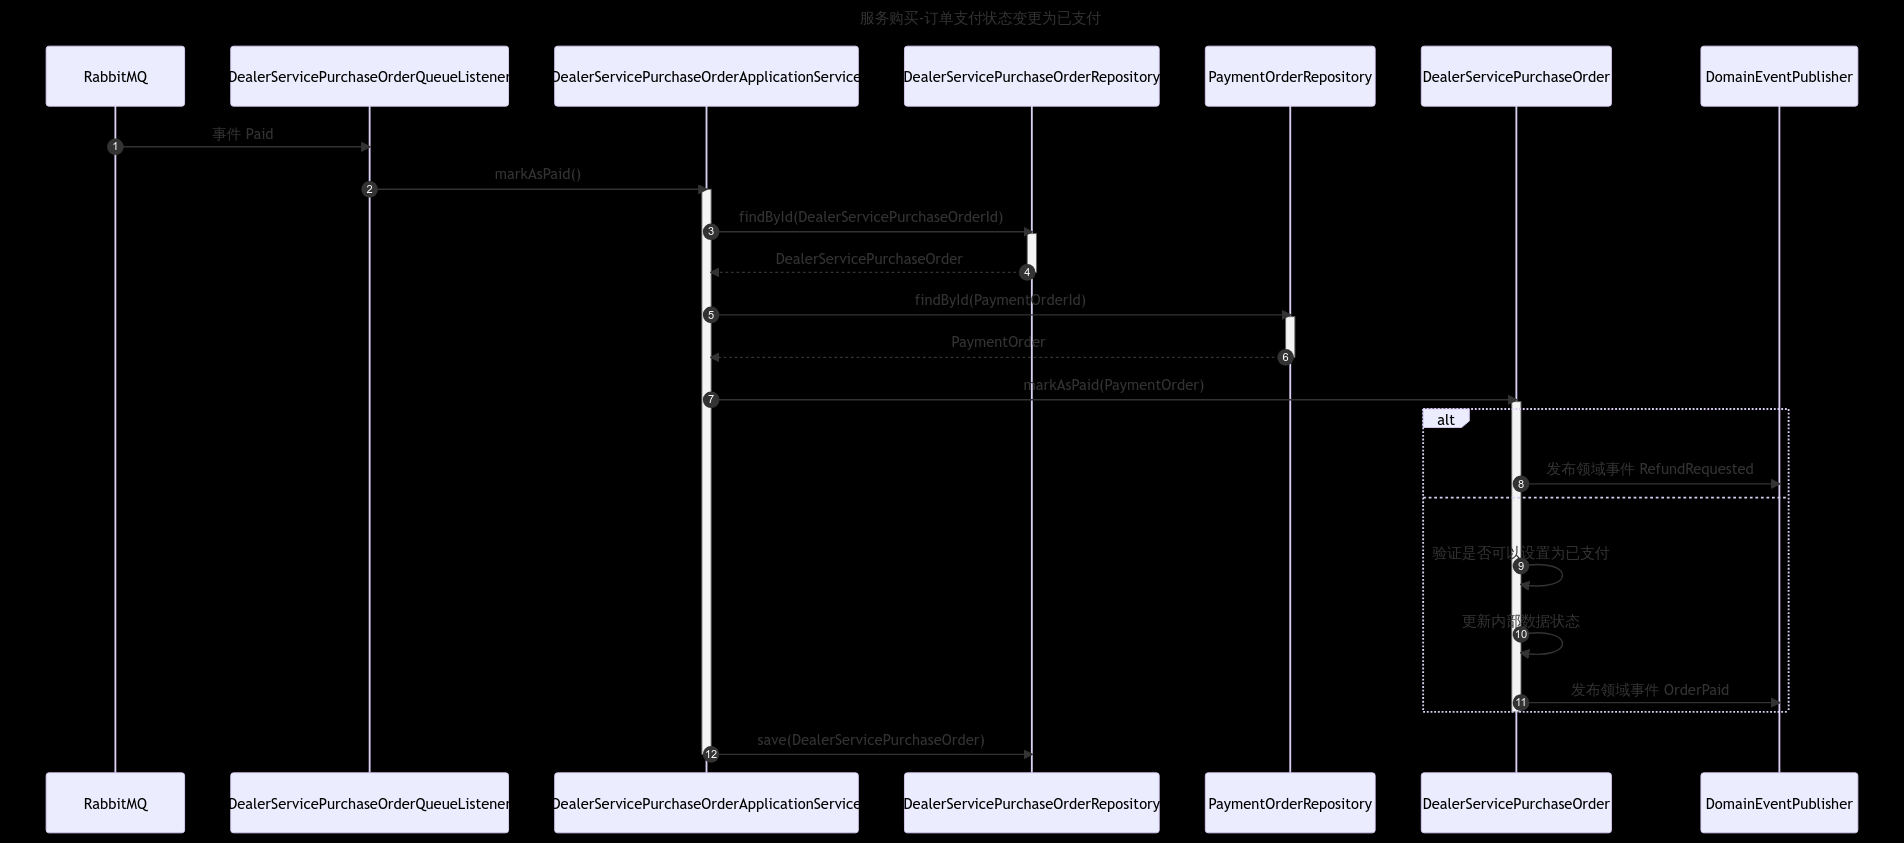 服务购买-订单支付状态变更为已支付
RabbitMQ
DealerServicePurchaseOrderQueueListener
DealerServicePurchaseOrderApplicationService
DealerServicePurchaseOrderRepository
PaymentOrderRepository
DealerServicePurchaseOrder
DomainEventPublisher
事件 Paid
1
markAsPaid()
2
findById(DealerServicePurchaseOrderId)
3
DealerServicePurchaseOrder
4
findById(PaymentOrderId)
5
PaymentOrder
6
markAsPaid(PaymentOrder)
7
alt
发布领域事件 RefundRequested
8
验证是否可以设置为已支付
9
更新内部数据状态
10
发布领域事件 OrderPaid
11
save(DealerServicePurchaseOrder)
12
RabbitMQ
DealerServicePurchaseOrderQueueListener
DealerServicePurchaseOrderApplicationService
DealerServicePurchaseOrderRepository
PaymentOrderRepository
DealerServicePurchaseOrder
DomainEventPublisher